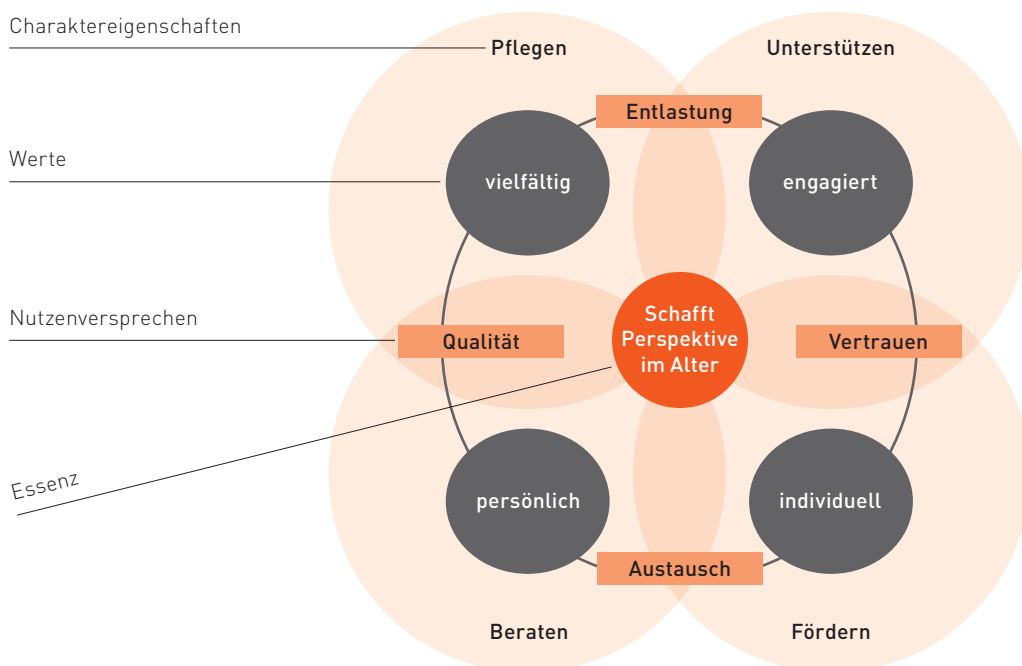 Charaktereigenschaften
Pflegen
Unterstützen
Entlastung
Werte
vielfältig
engagiert
Nutzenversprechen
Qualität
Schafft
Perspektive
im Alter
Vertrauen
Essenz
persönlich
individuell
Austausch
Beraten
Fördern